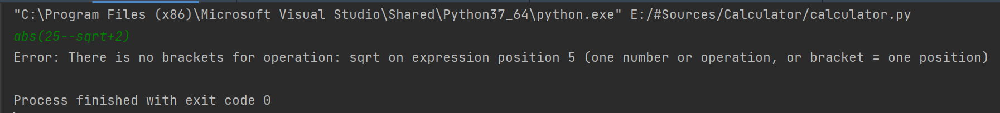 "C:\Program Files (x86)\Microsoft Visual Studio\Shared\Python37_64\python.exe" E:/#Sources/Calculator/calculator.py
abs(25--sqrt+2)
Error: There is no brackets for operation: sqrt on expression position 5 (one number or operation, or bracket = one position)
Process finished with exit code 0